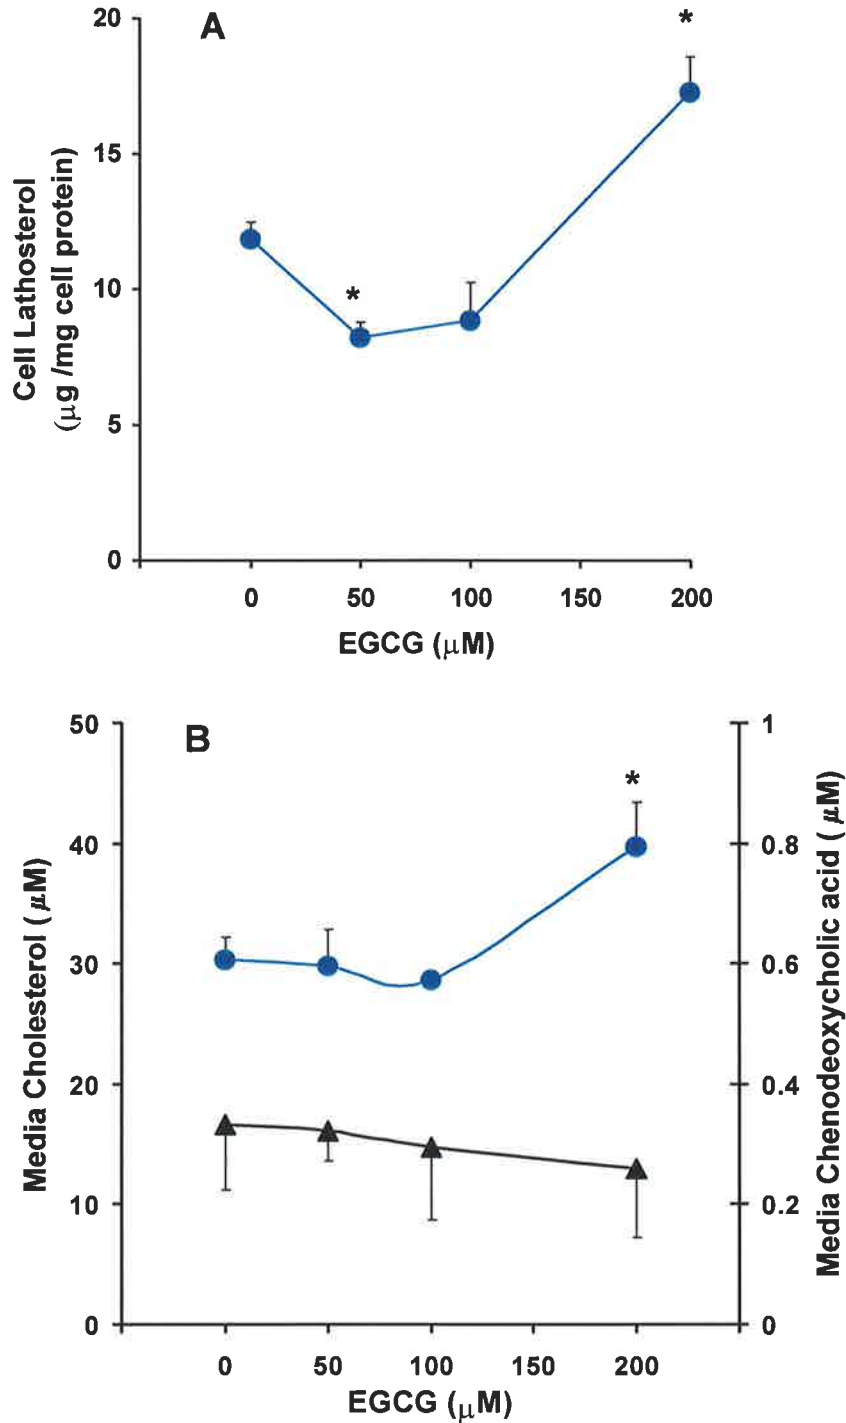 A
*
20
15
10
5
0
*
Cell Lathosterol
(μg /mg cell protein)
0 50 100 150 200
EGCG (μM)
B
*
50
40
30
20
10
0
1
0.8
0.6
0.4
0.2
0
Media Cholesterol ( μM)
Media Chenodeoxycholic acid ( μM)
0 50 100 150 200
EGCG (μM)